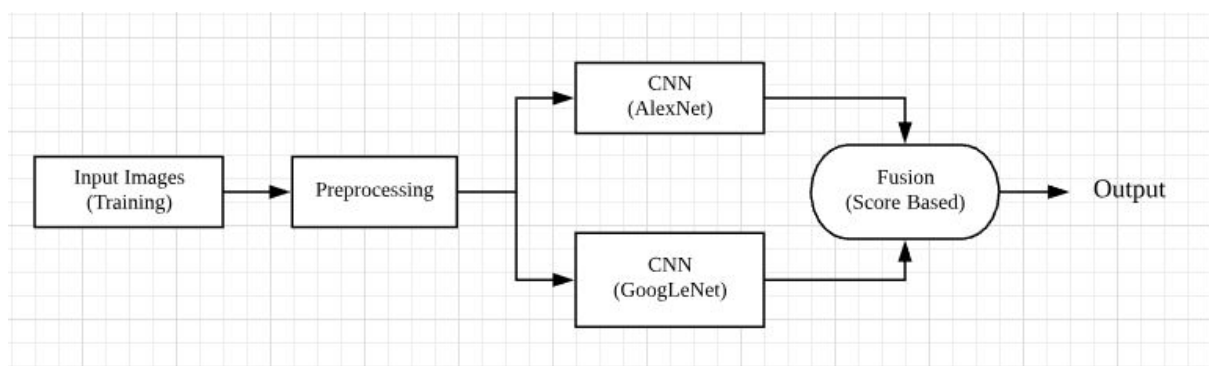 Input Images
(Training)
Preprocessing
CNN
(AlexNet)
CNN
(GoogLeNet)
Fusion
(Score Based)
Output